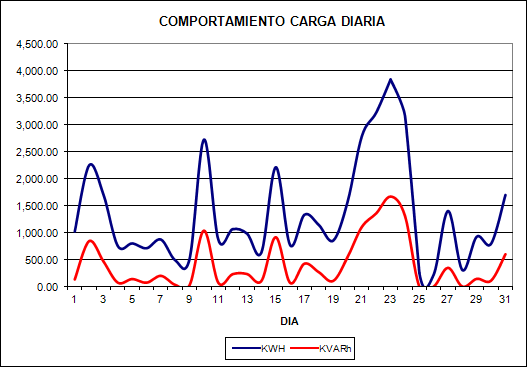 COMPORTAMIENTO CARGA DIARIA
4,500.00
4,000.00
3,500.00
3,000.00
2,500.00
2,000.00
1,500.00
1,000.00
500.00
0.00
1 3 5 7 9 11 13 15 17 19 21 23 25 27 29 31
DIA
KWH KVARh